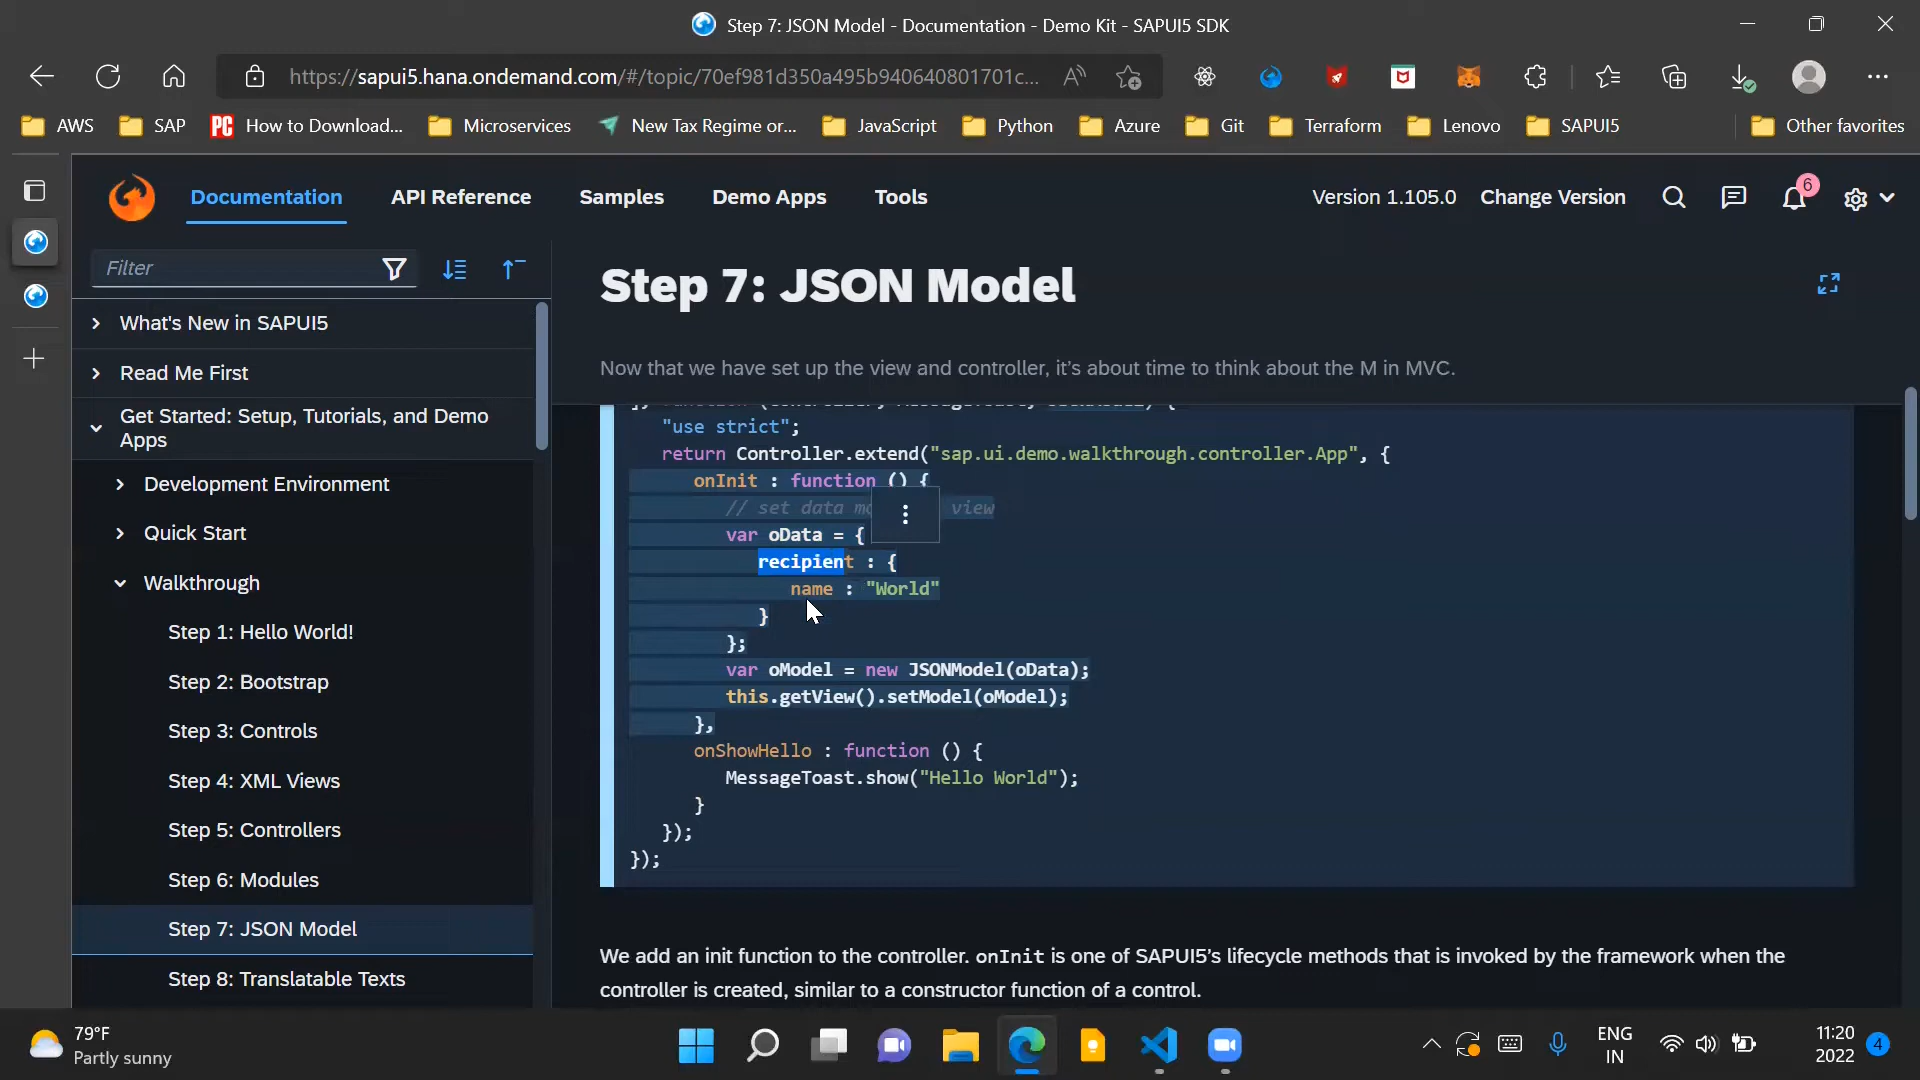 Step 7: JSON Model - Documentation - Demo Kit - SAPUI5 SDK
https://sapui5.hana.ondemand.com/#/topic/70ef981d350a495b940640801701c...
AWS SAP PC How to Download... Microservices New Tax Regime or... JavaScript Python Azure Git Terraform Lenovo SAPUI5 Other favorites
Documentation API Reference Samples Demo Apps Tools Version 1.105.0 Change Version 6
Filter
What's New in SAPUI5
Read Me First
Get Started: Setup, Tutorials, and Demo
Apps
Development Environment
Quick Start
Walkthrough
Step 1: Hello World!
Step 2: Bootstrap
Step 3: Controls
Step 4: XML Views
Step 5: Controllers
Step 6: Modules
Step 7: JSON Model
Step 8: Translatable Texts
Step 7: JSON Model
Now that we have set up the view and controller, it's about time to think about the M in MVC.
"use strict";
return Controller.extend("sap.ui.demo.walkthrough.controller.App", {
onInit : function () {
// set data view
var oData = {
recipient : {
name : "World"
}
};
var oModel = new JSONModel(oData);
this.getView().setModel(oModel);
},
onShowHello : function () {
MessageToast.show("Hello World");
}
});
});
We add an init function to the controller. onInit is one of SAPUI5's lifecycle methods that is invoked by the framework when the
controller is created, similar to a constructor function of a control.
79°F
Partly sunny
ENG
IN
11:20
2022
4